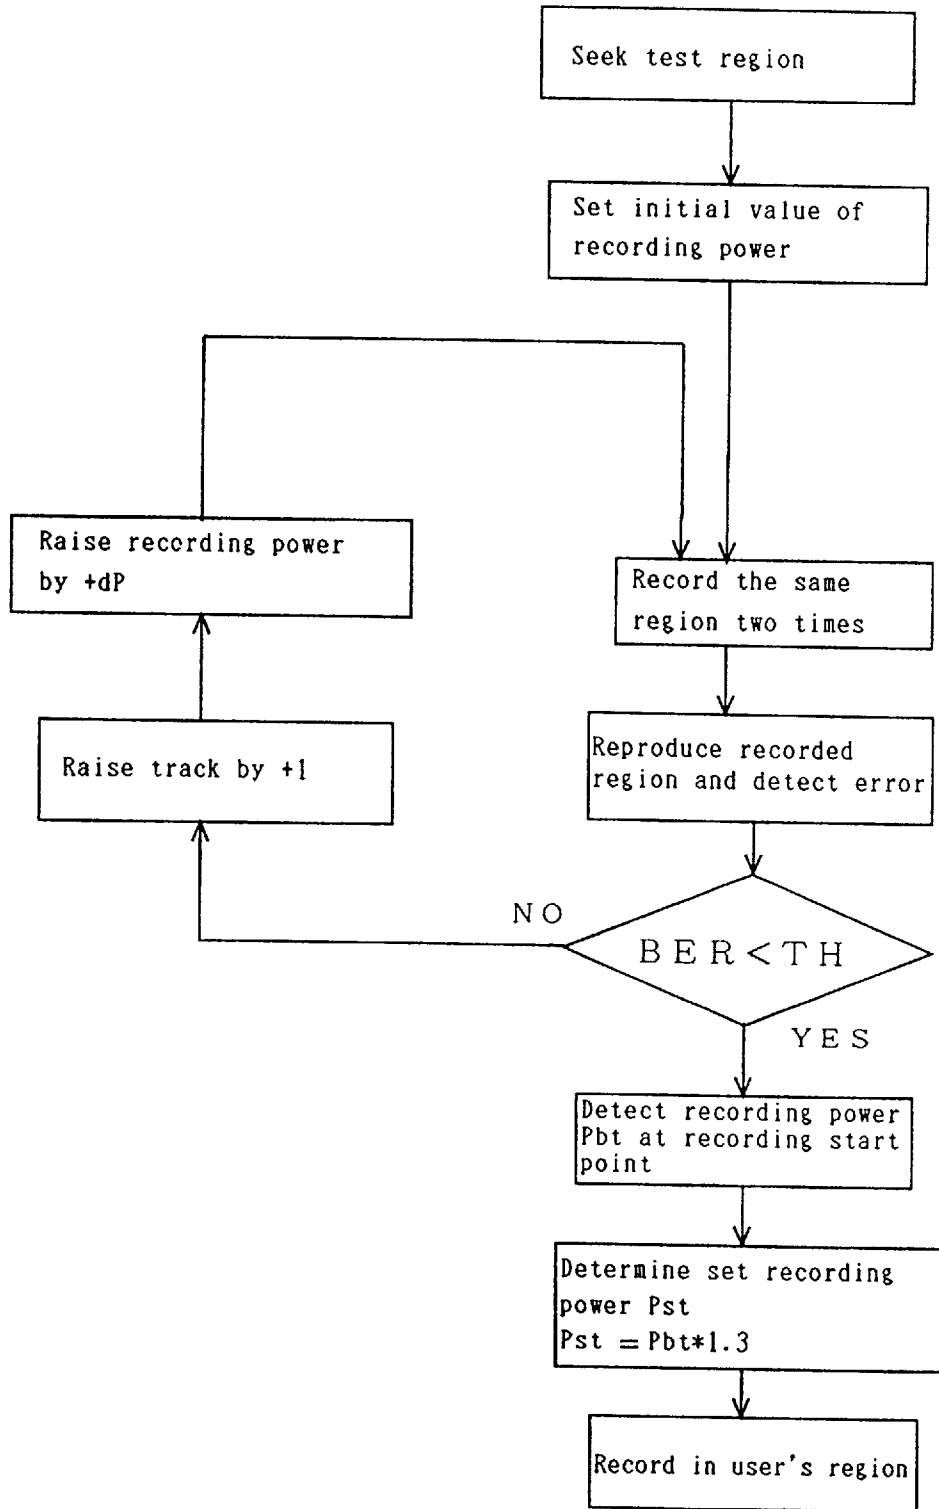 Seek test region
Set initial value of
recording power
Raise recording power
by +dP
Record the same
region two times
Raise track by +1
Reproduce recorded
region and detect error
NO
BER<TH
YES
Detect recording power
Pbt at recording start
point
Determine set recording
power Pst
Pst = Pbt*1.3
Record in user's region